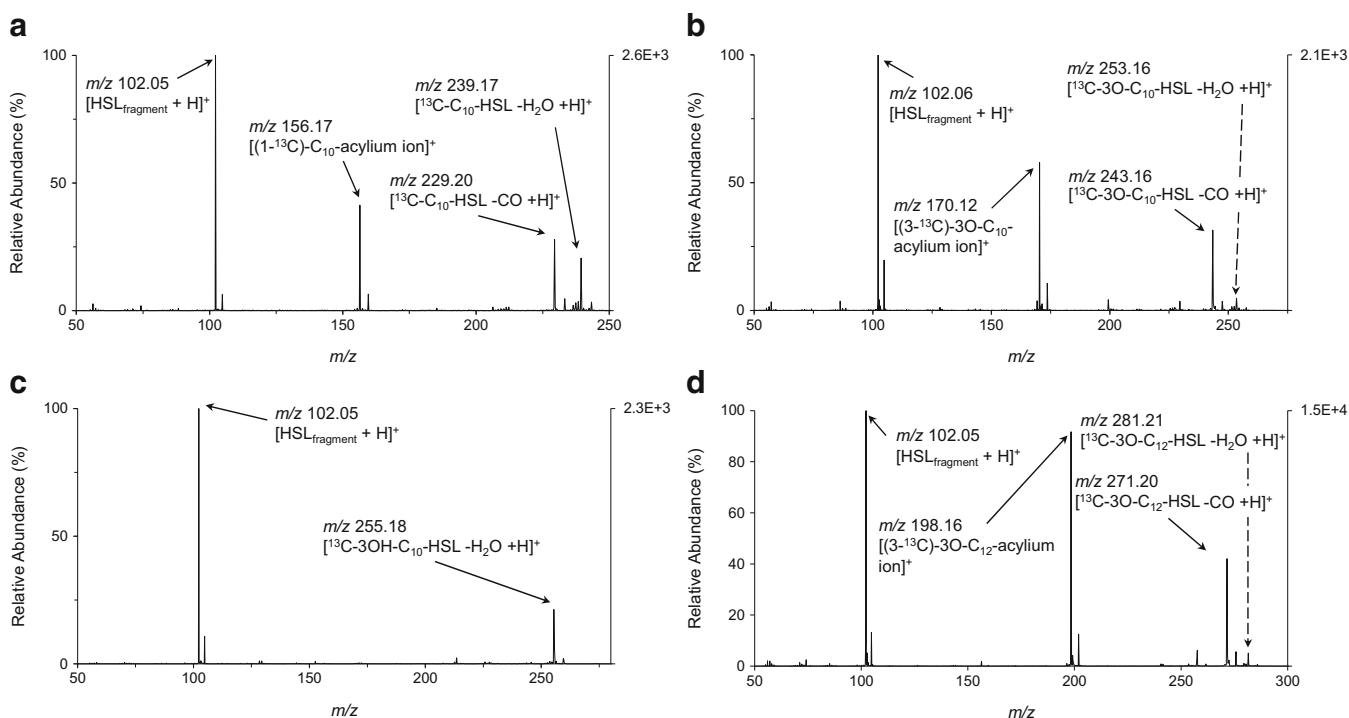 a
100
50
0
Relative Abundance (%)
2.6E+3
m/z 102.05
[HSLfragment + H]+
m/z 156.17
[(1-13C)-C10-acylium ion]+
m/z 239.17
[13C-C10-HSL -H2O +H]+
m/z 229.20
[13C-C10-HSL -CO +H]+
50 100 150 200 250
m/z
b
100
50
0
Relative Abundance (%)
2.1E+3
m/z 102.06
[HSLfragment + H]+
m/z 253.16
[13C-3O-C10-HSL -H2O +H]+
m/z 243.16
[13C-3O-C10-HSL -CO +H]+
m/z 170.12
[(3-13C)-3O-C10-
acylium ion]+
50 100 150 200 250
m/z
c
100
50
0
Relative Abundance (%)
2.3E+3
m/z 102.05
[HSLfragment + H]+
m/z 255.18
[13C-3OH-C10-HSL -H2O +H]+
50 100 150 200 250
m/z
d
100
80
60
40
20
0
Relative Abundance (%)
1.5E+4
m/z 102.05
[HSLfragment + H]+
m/z 281.21
[13C-3O-C12-HSL -H2O +H]+
m/z 271.20
[13C-3O-C12-HSL -CO +H]+
m/z 198.16
[(3-13C)-3O-C12-acylium
ion]+
50 100 150 200 250 300
m/z